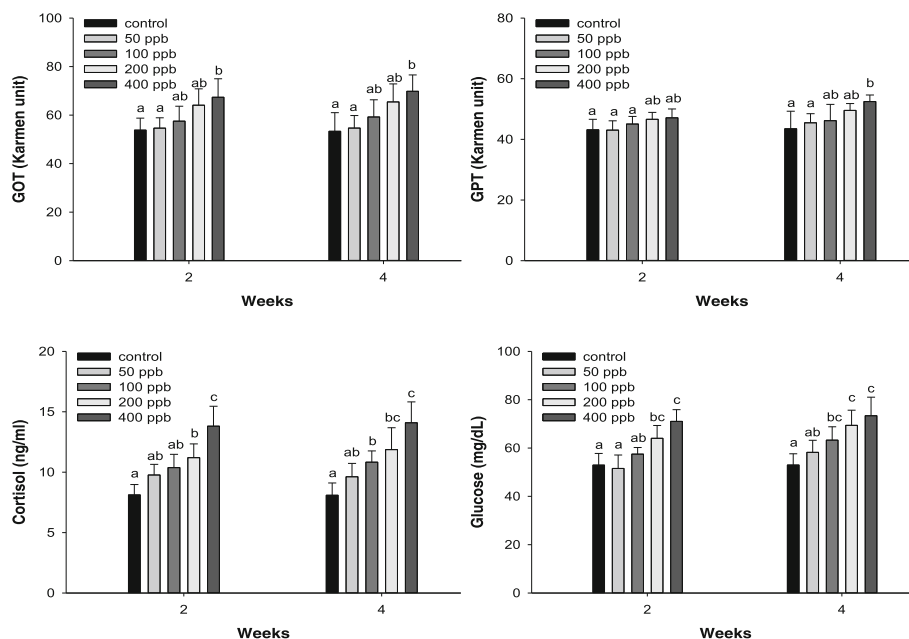 100
80
60
40
20
0
GOT (Karmen unit)
control
50 ppb
100 ppb
200 ppb
400 ppb
a a ab ab b
a a ab ab b
2 4
Weeks
80
60
40
20
0
GPT (Karmen unit)
control
50 ppb
100 ppb
200 ppb
400 ppb
a a a ab ab
a ab ab ab b
2 4
Weeks
20
15
10
5
0
Cortisol (ng/ml)
control
50 ppb
100 ppb
200 ppb
400 ppb
a ab ab b c
a ab b bc c
2 4
Weeks
100
80
60
40
20
0
Glucose (mg/dL)
control
50 ppb
100 ppb
200 ppb
400 ppb
a a ab bc c
a ab bc c c
2 4
Weeks